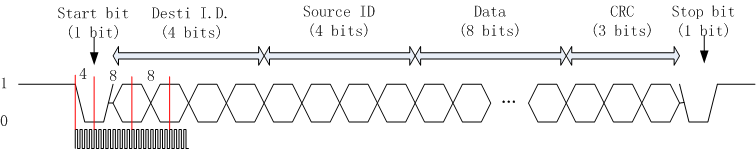 Start bit
(1 bit)
Desti I.D.
(4 bits)
Source ID
(4 bits)
Data
(8 bits)
CRC
(3 bits)
Stop bit
(1 bit)
4 8 8
1
...
0